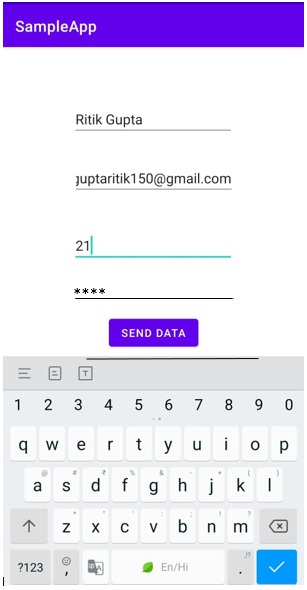 SampleApp
Ritik Gupta
guptaritik150@gmail.com
21
****
SEND DATA
1 2 3 4 5 6 7 8 9 0
q w e r t y u i o p
@ # ₹ % & - + ( )
a s d f g h j k l
* " ' : ; ! ?
z x c v b n m
?123 , En/Hi . ,!?